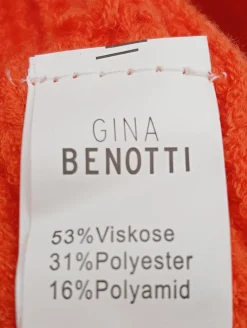 GINA
BENOTTI
53%Viskose
31%Polyester
16%Polyamid